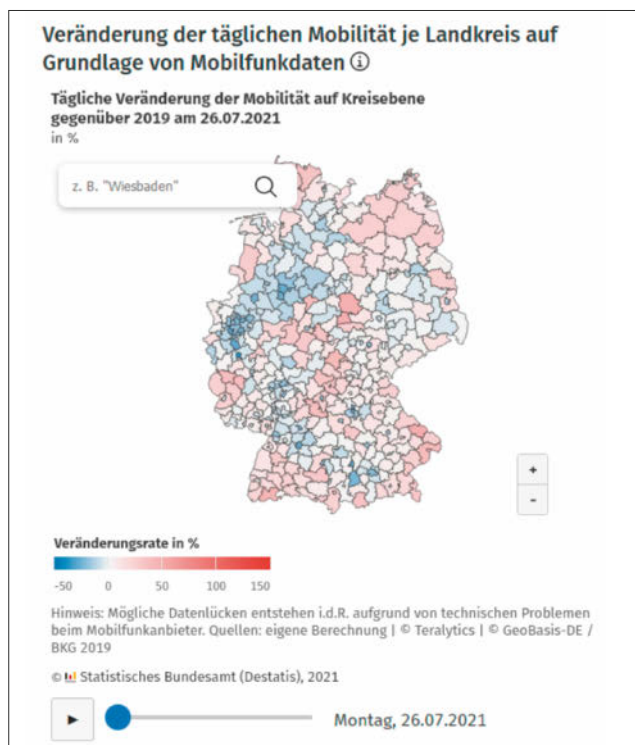 Veränderung der täglichen Mobilität je Landkreis auf
Grundlage von Mobilfunkdaten ⓘ
Tägliche Veränderung der Mobilität auf Kreisebene
gegenüber 2019 am 26.07.2021
in %
z. B. "Wiesbaden"
+
-
Veränderungsrate in %
-50 0 50 100 150
Hinweis: Mögliche Datenlücken entstehen i.d.R. aufgrund von technischen Problemen
beim Mobilfunkanbieter. Quellen: eigene Berechnung | © Teralytics | © GeoBasis-DE /
BKG 2019
© Statistisches Bundesamt (Destatis), 2021
Montag, 26.07.2021